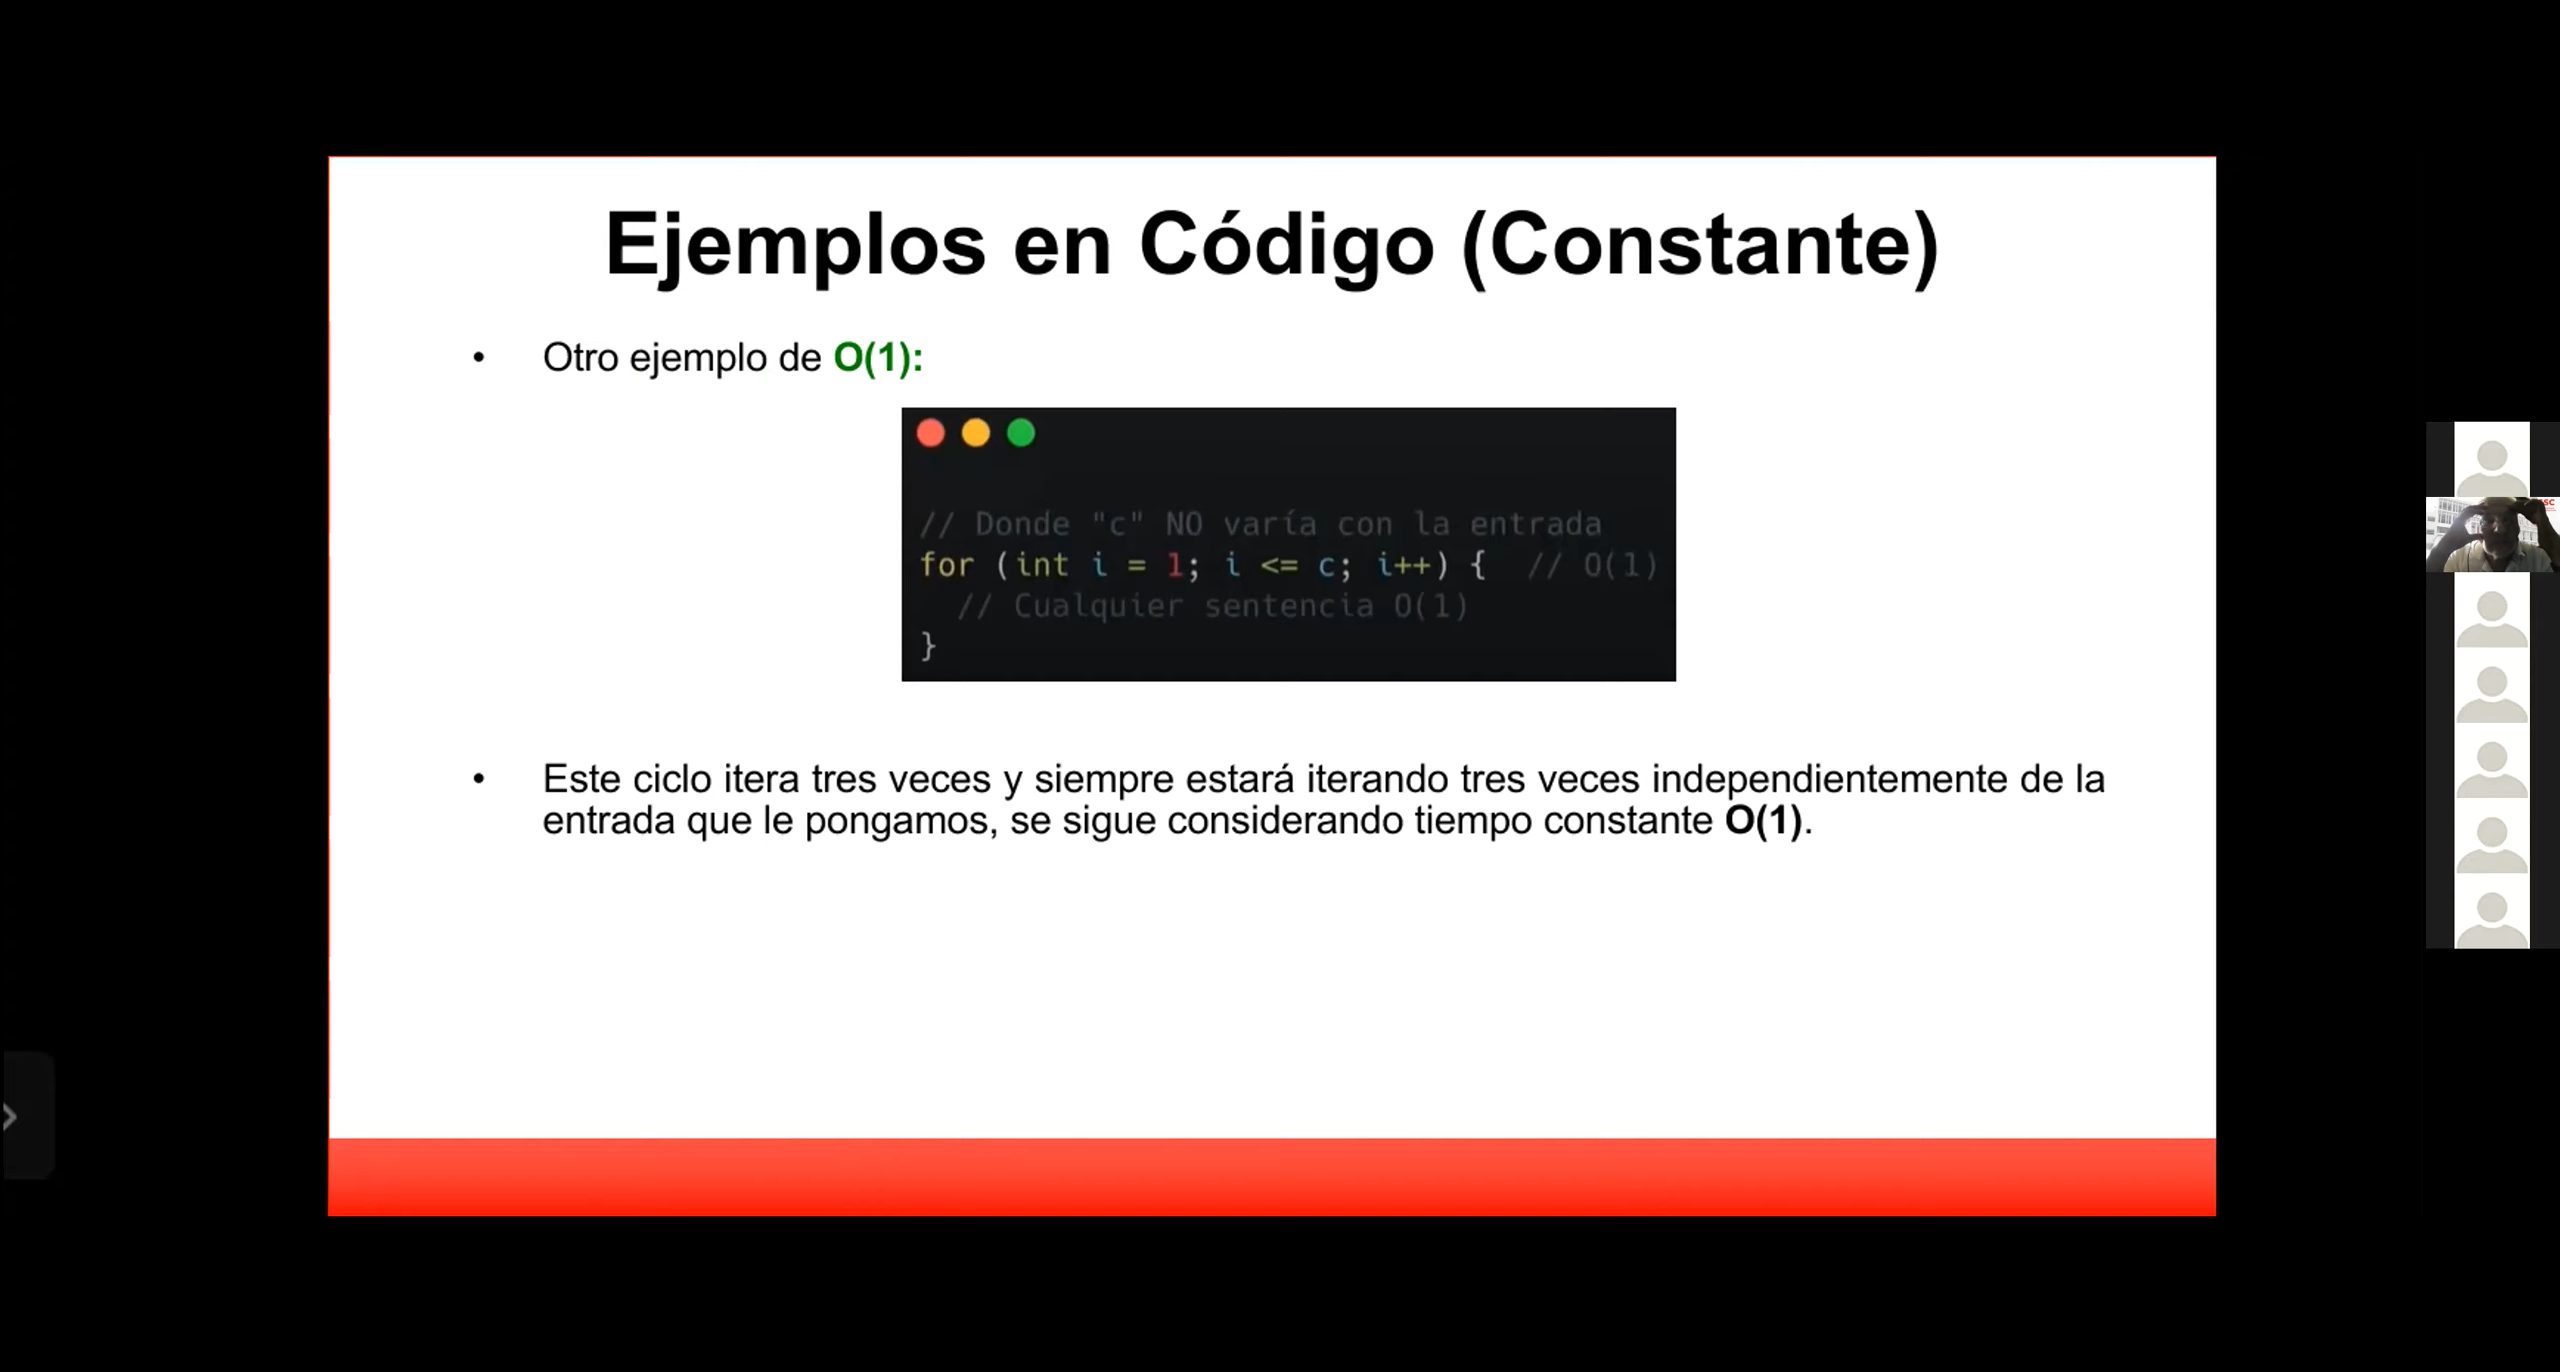 Ejemplos en Código (Constante)
• Otro ejemplo de O(1):
// Donde "c" NO varía con la entrada
for (int i = 1; i <= c; i++) { // O(1)
// Cualquier sentencia O(1)
}
• Este ciclo itera tres veces y siempre estará iterando tres veces independientemente de la
entrada que le pongamos, se sigue considerando tiempo constante O(1).